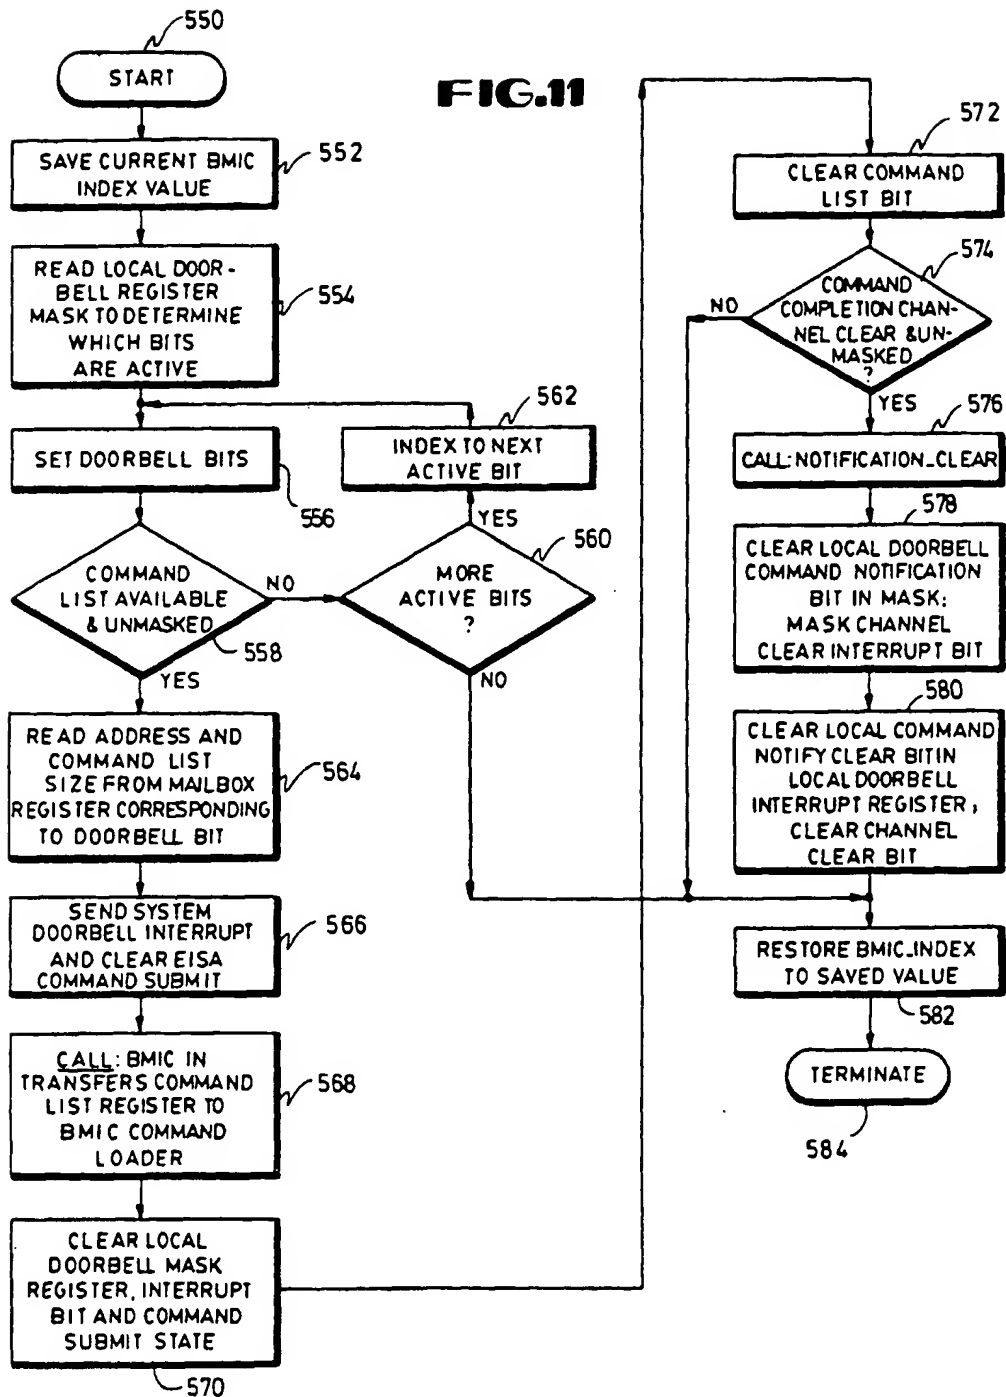 550
START
FIG.11
SAVE CURRENT BMIC
INDEX VALUE
552
READ LOCAL DOOR-
BELL REGISTER
MASK TO DETERMINE
WHICH BITS
ARE ACTIVE
554
SET DOORBELL BITS
556
INDEX TO NEXT
ACTIVE BIT
562
YES
COMMAND
LIST AVAILABLE
& UNMASKED
558
NO
YES
MORE
ACTIVE BITS
?
560
NO
READ ADDRESS AND
COMMAND LIST
SIZE FROM MAILBOX
REGISTER CORRESPONDING
TO DOORBELL BIT
564
SEND SYSTEM
DOORBELL INTERRUPT
AND CLEAR EISA
COMMAND SUBMIT
566
CALL: BMIC IN
TRANSFERS COMMAND
LIST REGISTER TO
BMIC COMMAND
LOADER
568
CLEAR LOCAL
DOORBELL MASK
REGISTER, INTERRUPT
BIT AND COMMAND
SUBMIT STATE
570
572
CLEAR COMMAND
LIST BIT
574
COMMAND
COMPLETION CHAN-
NEL CLEAR &UN-
MASKED
?
NO
YES
576
CALL: NOTIFICATION_CLEAR
578
CLEAR LOCAL DOORBELL
COMMAND NOTIFICATION
BIT IN MASK;
MASK CHANNEL
CLEAR INTERRUPT BIT
580
CLEAR LOCAL COMMAND
NOTIFY CLEAR BITIN
LOCAL DOORBELL
INTERRUPT REGISTER;
CLEAR CHANNEL
CLEAR BIT
RESTORE BMIC_INDEX
TO SAVED VALUE
582
TERMINATE
584